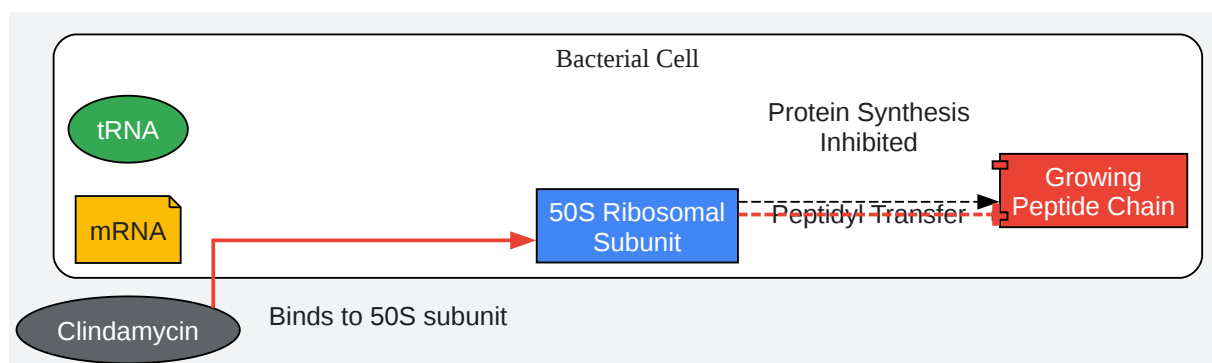 Bacterial Cell
tRNA
Protein Synthesis
Inhibited
mRNA
50S Ribosomal
Subunit
Peptidyl Transfer
Growing
Peptide Chain
Clindamycin
Binds to 50S subunit